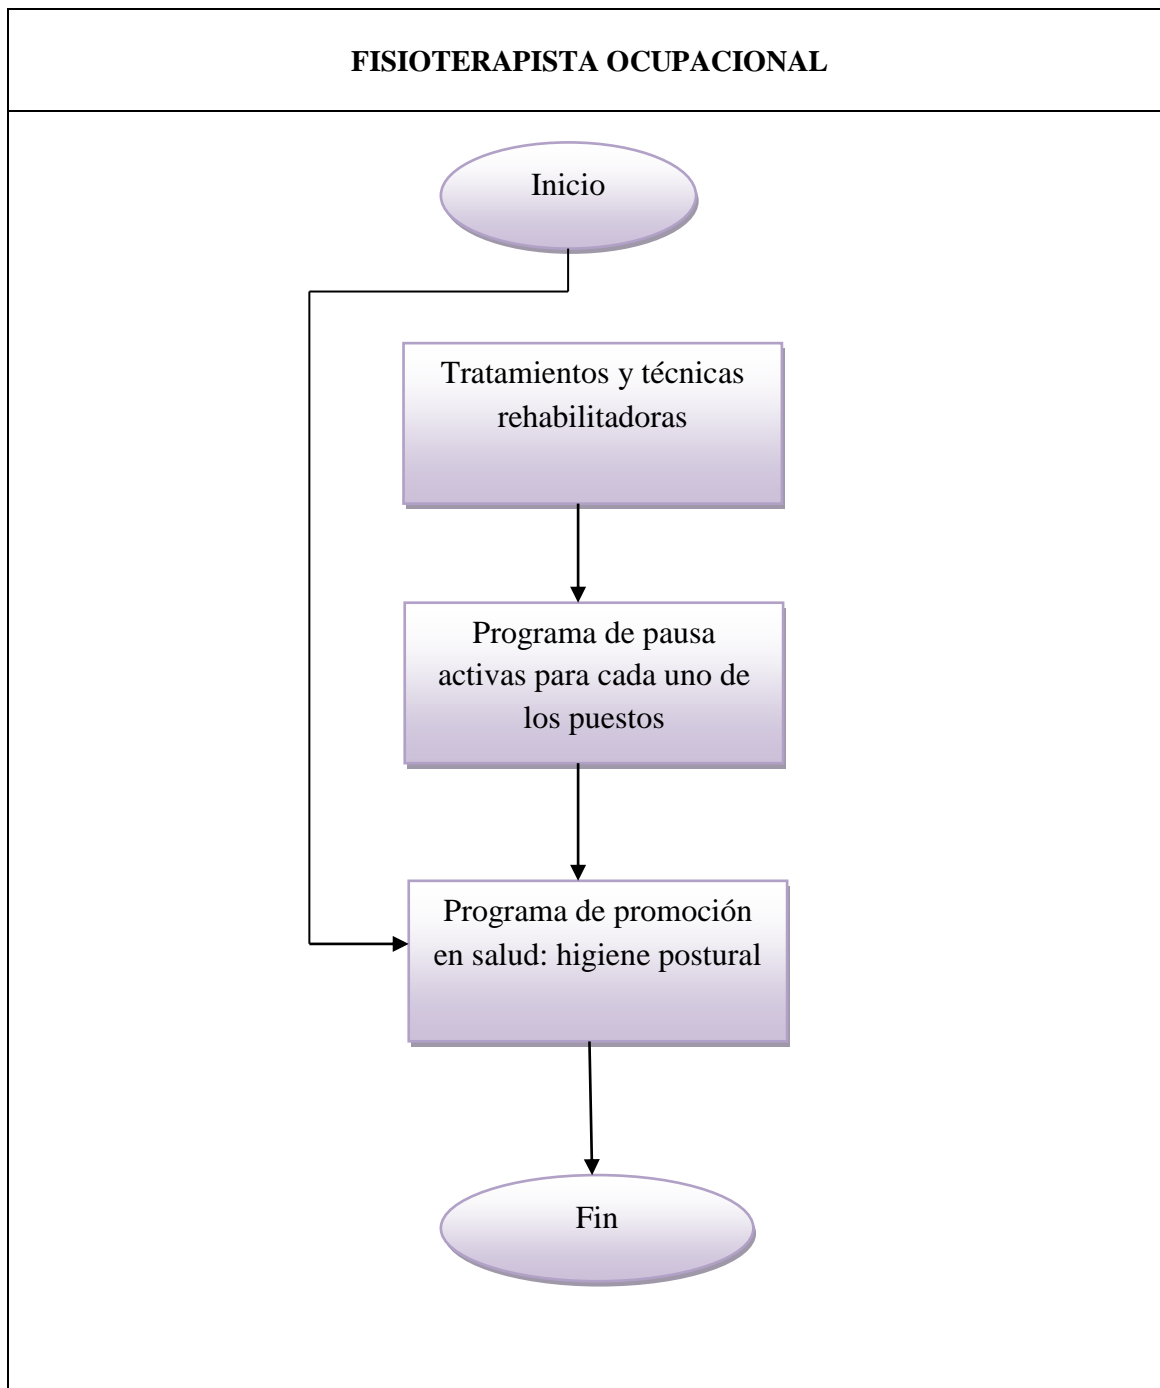 FISIOTERAPISTA OCUPACIONAL
Inicio
Tratamientos y técnicas
rehabilitadoras
Programa de pausa
activas para cada uno de
los puestos
Programa de promoción
en salud: higiene postural
Fin